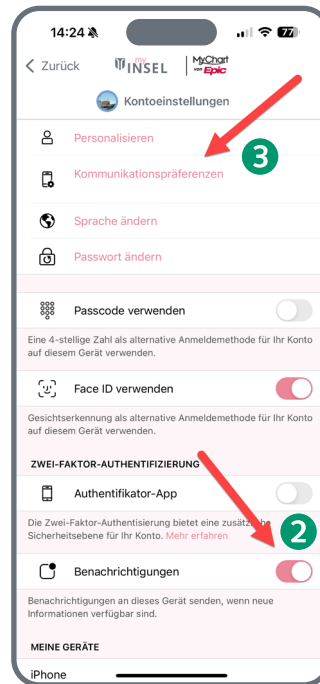 14:24
77
Zurück
my
INSEL
MyChart
von Epic
Kontoeinstellungen
Personalisieren
3
Kommunikationspräferenzen
Sprache ändern
Passwort ändern
Passcode verwenden
Eine 4-stellige Zahl als alternative Anmeldemethode für Ihr Konto
auf diesem Gerät verwenden.
Face ID verwenden
Gesichtserkennung als alternative Anmeldemethode für Ihr Konto
auf diesem Gerät verwenden.
ZWEI-FAKTOR-AUTHENTIFIZIERUNG
Authentifikator-App
Die Zwei-Faktor-Authentisierung bietet eine
Sicherheitsebene für Ihr Konto. Mehr erfahren
2
Benachrichtigungen
Benachrichtigungen an dieses Gerät senden, wenn neue
Informationen verfügbar sind.
MEINE GERÄTE
iPhone